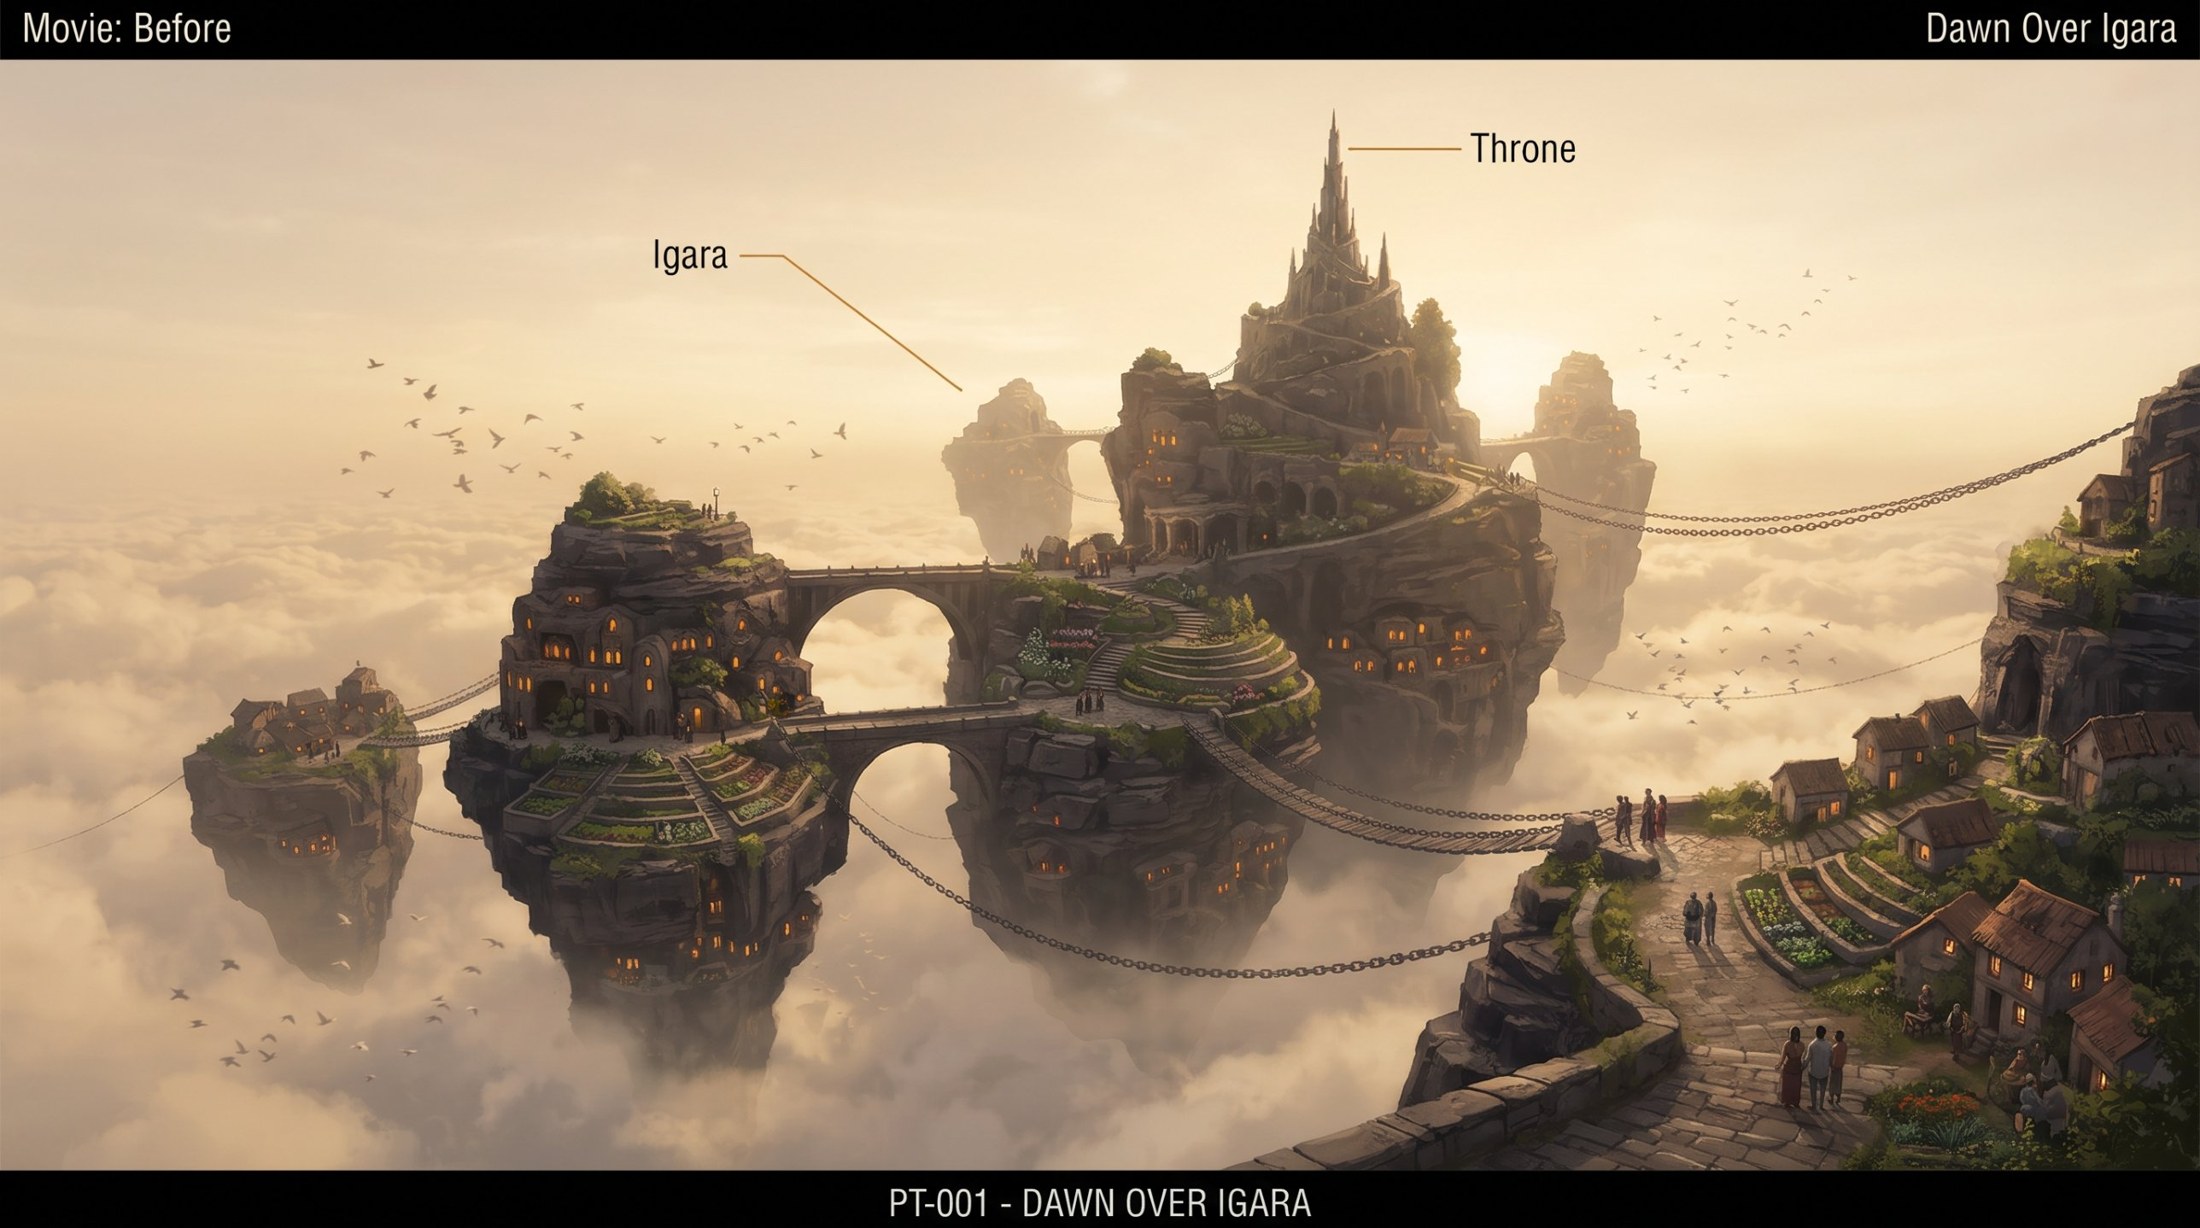 Movie: Before
Dawn Over Igara
Throne
Igara
PT-001 - DAWN OVER IGARA